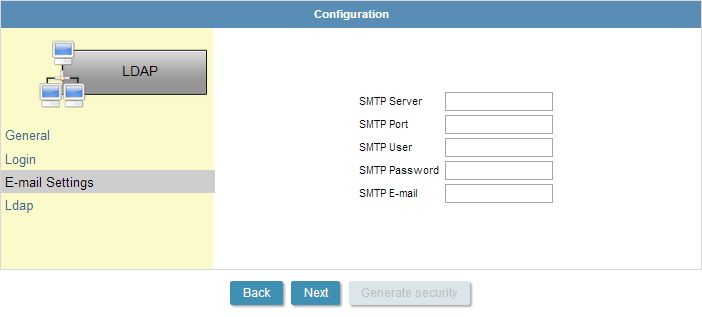 Configuration
LDAP
General
Login
E-mail Settings
Ldap
SMTP Server
SMTP Port
SMTP User
SMTP Password
SMTP E-mail
Back
Next
Generate security